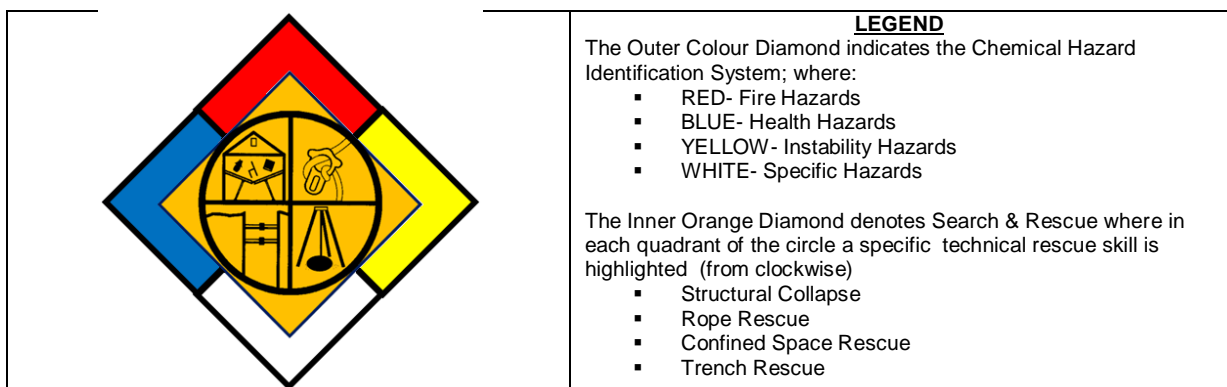 LEGEND
The Outer Colour Diamond indicates the Chemical Hazard
Identification System; where:
▪ RED- Fire Hazards
▪ BLUE- Health Hazards
▪ YELLOW- Instability Hazards
▪ WHITE- Specific Hazards
The Inner Orange Diamond denotes Search & Rescue where in
each quadrant of the circle a specific technical rescue skill is
highlighted (from clockwise)
▪ Structural Collapse
▪ Rope Rescue
▪ Confined Space Rescue
▪ Trench Rescue